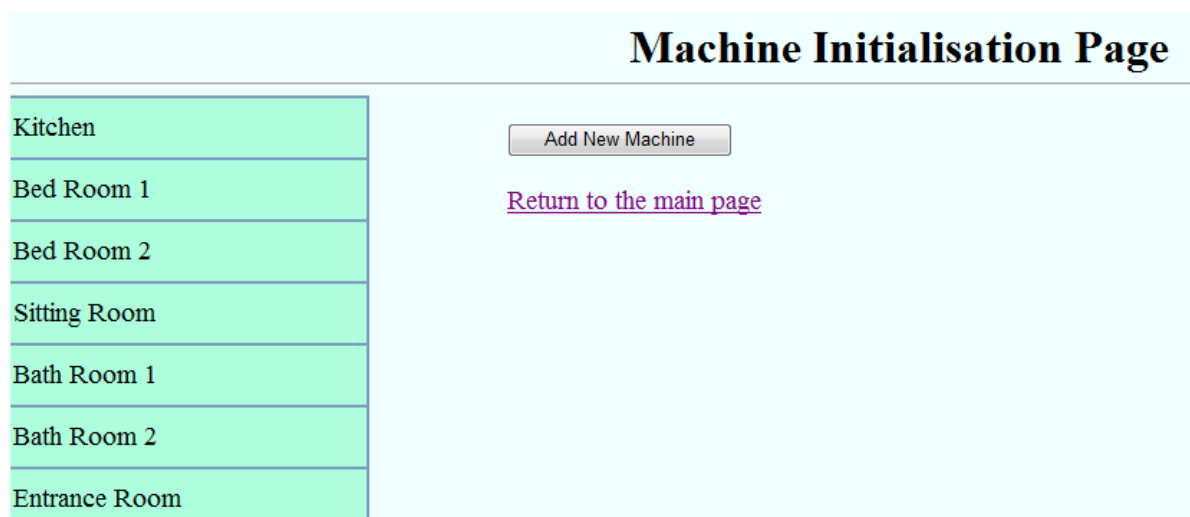 Machine Initialisation Page
Kitchen
Bed Room 1
Bed Room 2
Sitting Room
Bath Room 1
Bath Room 2
Entrance Room
Add New Machine
Return to the main page